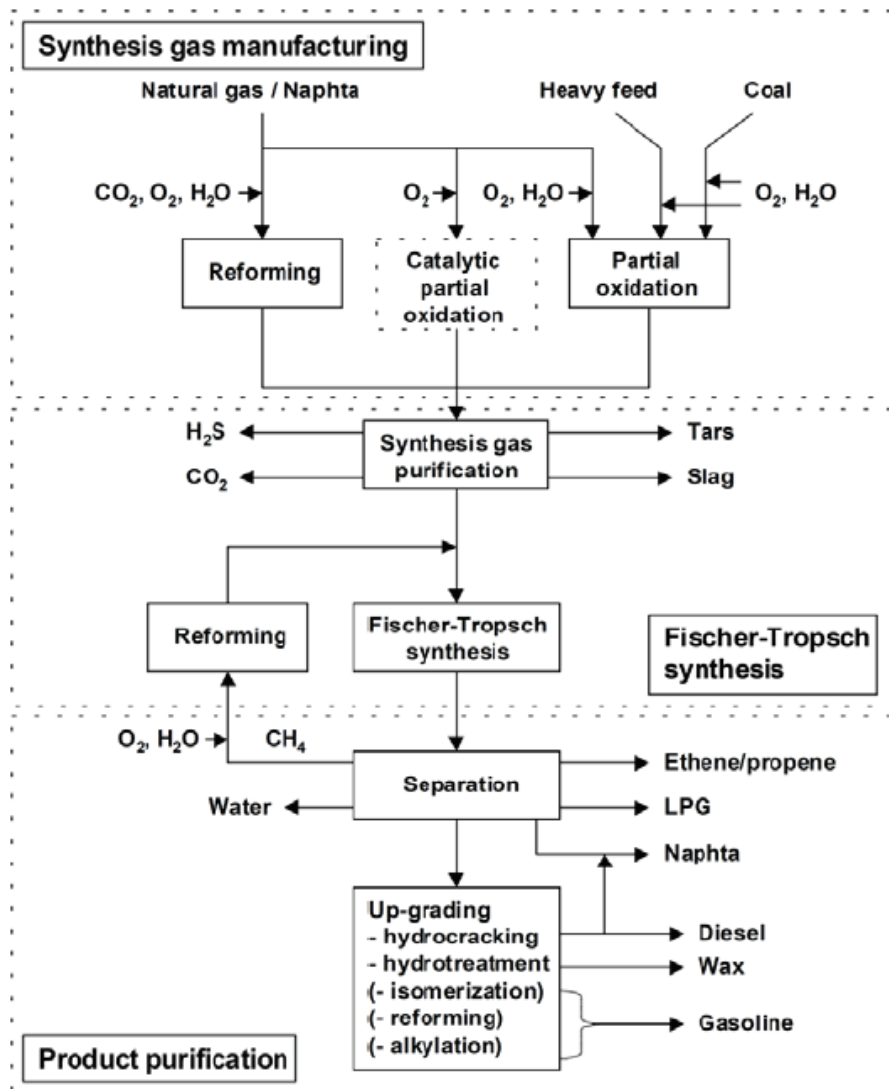 Synthesis gas manufacturing
Natural gas / Naphta
Heavy feed
Coal
CO₂, O₂, H₂O
O₂
O₂, H₂O
O₂, H₂O
Reforming
Catalytic
partial
oxidation
Partial
oxidation
H₂S
CO₂
Synthesis gas
purification
Tars
Slag
Reforming
Fischer-Tropsch
synthesis
Fischer-Tropsch
synthesis
O₂, H₂O
CH₄
Separation
Water
Ethene/propene
LPG
Naphta
Up-grading
- hydrocracking
- hydrotreatment
(- isomerization)
(- reforming)
(- alkylation)
Diesel
Wax
Gasoline
Product purification